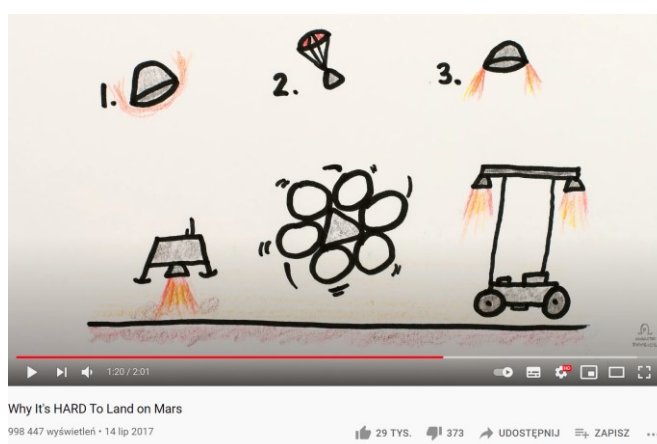 1. 2. 3.
1:20 / 2:01
HD
Why It's HARD To Land on Mars
998 447 wyświetleń • 14 lip 2017
29 TYS. 373 UDOSTĘPNIJ ZAPISZ ...